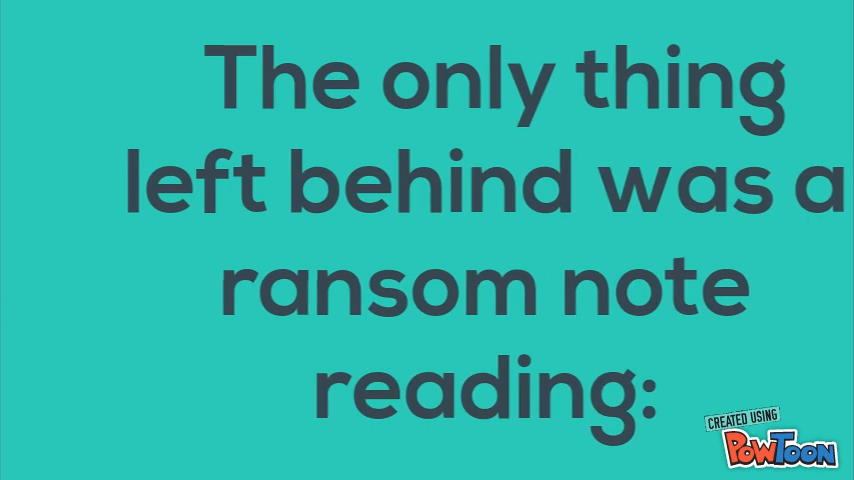 The only thing
left behind was a
ransom note
reading:
CREATED USING
POWTOON